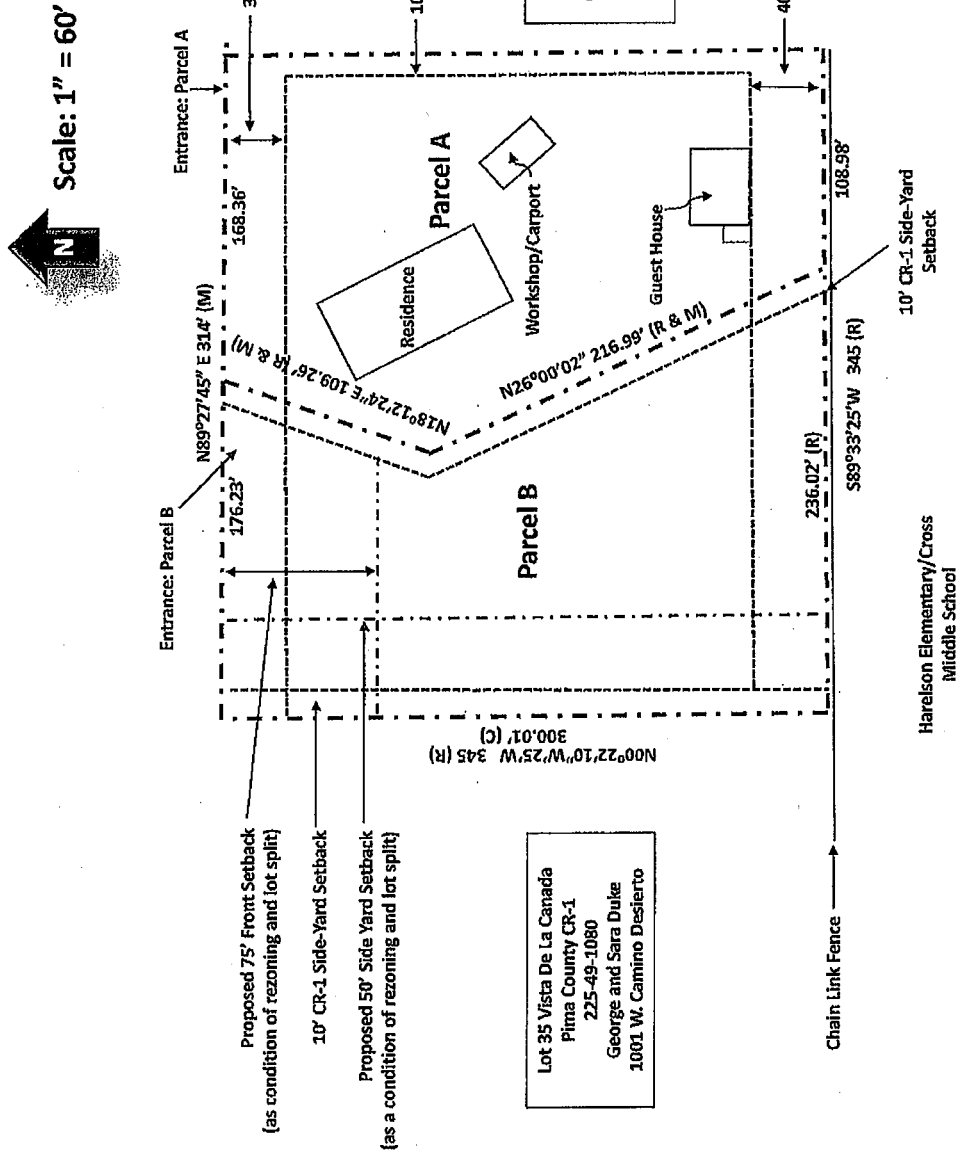 Scale: 1" = 60'
N
Entrance: Parcel A
3
168.36'
N89°27'45" E 314' (M)
Entrance: Parcel B
176.23'
10
Proposed 75' Front Setback
(as condition of rezoning and lot split)
10' CR-1 Side-Yard Setback
Proposed 50' Side Yard Setback
(as a condition of rezoning and lot split)
N18°12'24"E 109.26' (R & M)
Residence
Parcel A
Workshop/Carport
N26°00'02" 216.99' (R & M)
Guest House
Parcel B
40
N00°22'10"W'25'W 345 (R)
300.01' (C)
Lot 35 Vista De La Canada
Pima County CR-1
225-49-1080
George and Sara Duke
1001 W. Camino Desierto
108.98'
236.02' (R)
S89°33'25"W 345 (R)
10' CR-1 Side-Yard
Setback
Chain Link Fence
Harelson Elementary/Cross
Middle School